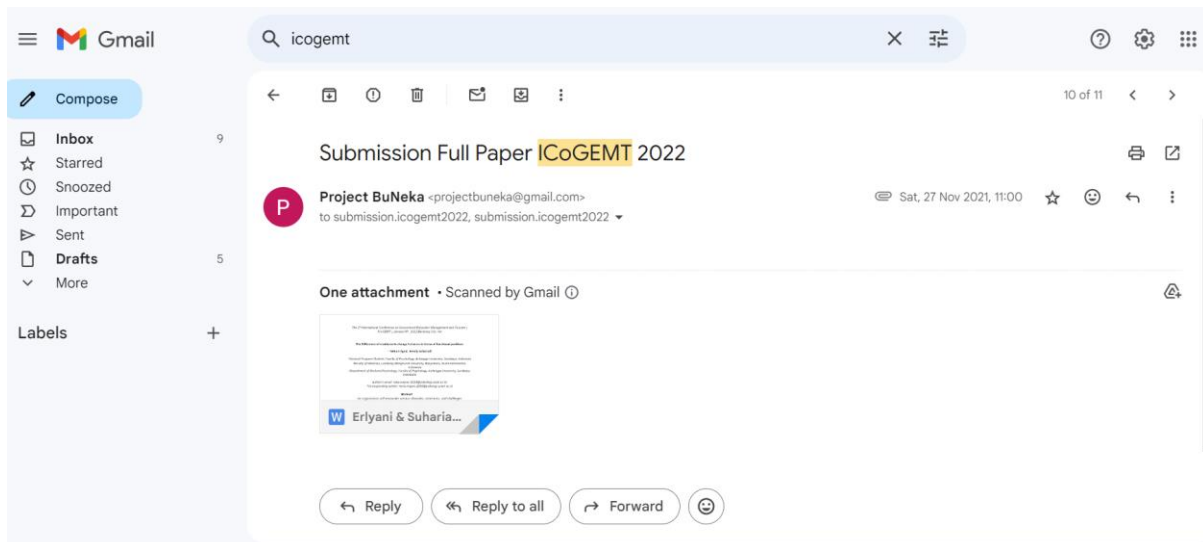 Gmail
icogemt
Compose
10 of 11
Inbox 9
Starred
Snoozed
Important
Sent
Drafts 5
More
Labels
Submission Full Paper ICoGEMT 2022
P
Project BuNeka <projectbuneka@gmail.com>
Sat, 27 Nov 2021, 11:00
to submission.icogemt2022, submission.icogemt2022
One attachment • Scanned by Gmail
W Erlyani & Suharia...
Reply
Reply to all
Forward